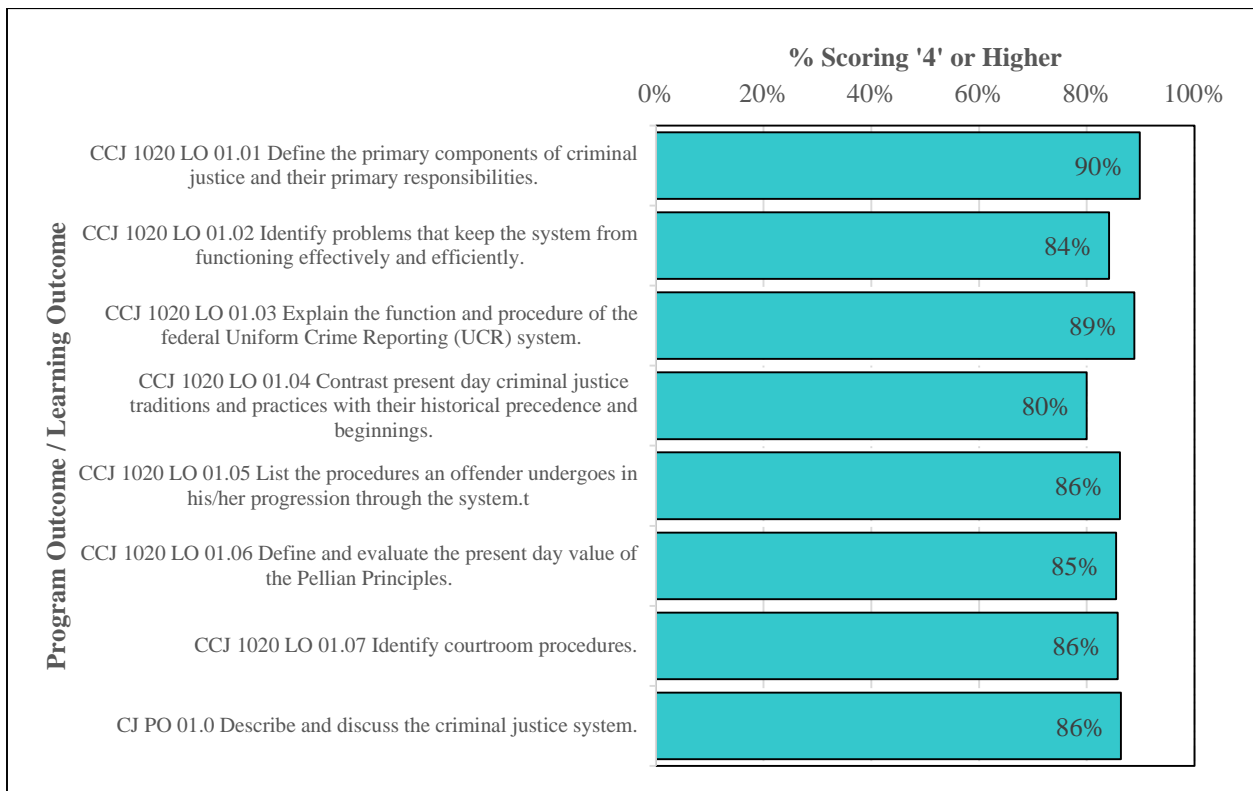 % Scoring '4' or Higher
0% 20% 40% 60% 80% 100%
Program Outcome / Learning Outcome
CCJ 1020 LO 01.01 Define the primary components of criminal
justice and their primary responsibilities.
90%
CCJ 1020 LO 01.02 Identify problems that keep the system from
functioning effectively and efficiently.
84%
CCJ 1020 LO 01.03 Explain the function and procedure of the
federal Uniform Crime Reporting (UCR) system.
89%
CCJ 1020 LO 01.04 Contrast present day criminal justice
traditions and practices with their historical precedence and
beginnings.
80%
CCJ 1020 LO 01.05 List the procedures an offender undergoes in
his/her progression through the system.t
86%
CCJ 1020 LO 01.06 Define and evaluate the present day value of
the Pellian Principles.
85%
CCJ 1020 LO 01.07 Identify courtroom procedures.
86%
CJ PO 01.0 Describe and discuss the criminal justice system.
86%